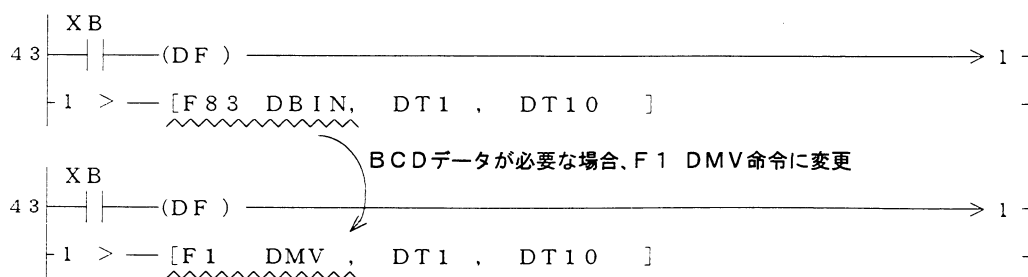 XB
43 (DF) 1
1 > [F83 DBIN, DT1 , DT10 ]
BCDデータが必要な場合、F1 DMV命令に変更
XB
43 (DF) 1
1 > [F1 DMV , DT1 , DT10 ]